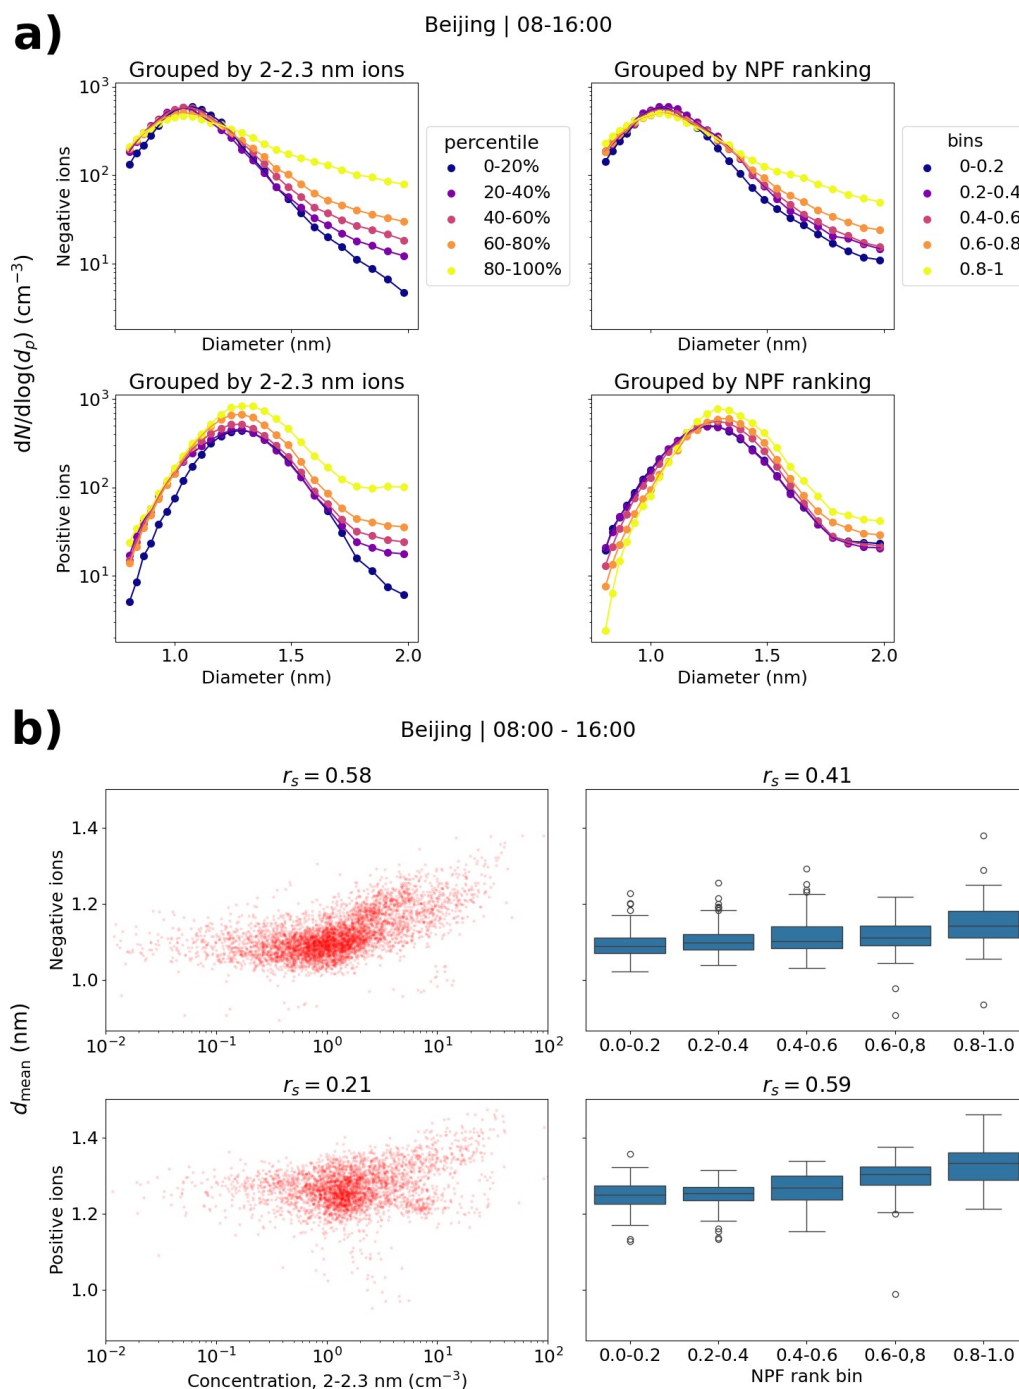 a)
Beijing | 08-16:00
Grouped by 2-2.3 nm ions
Grouped by NPF ranking
10³
10²
10¹
Negative ions
Diameter (nm)
Diameter (nm)
percentile
0-20%
20-40%
40-60%
60-80%
80-100%
bins
0-0.2
0.2-0.4
0.4-0.6
0.6-0.8
0.8-1
dN/dlog(dₚ) (cm⁻³)
Grouped by 2-2.3 nm ions
Grouped by NPF ranking
10³
10²
10¹
Positive ions
1.0 1.5 2.0
1.0 1.5 2.0
Diameter (nm)
Diameter (nm)
b)
Beijing | 08:00 - 16:00
rₛ = 0.58
rₛ = 0.41
1.4
1.2
1.0
Negative ions
10⁻² 10⁻¹ 10⁰ 10¹ 10²
0.0-0.2 0.2-0.4 0.4-0.6 0.6-0,8 0.8-1.0
d_mean (nm)
rₛ = 0.21
rₛ = 0.59
1.4
1.2
1.0
Positive ions
10⁻² 10⁻¹ 10⁰ 10¹ 10²
0.0-0.2 0.2-0.4 0.4-0.6 0.6-0,8 0.8-1.0
Concentration, 2-2.3 nm (cm⁻³)
NPF rank bin